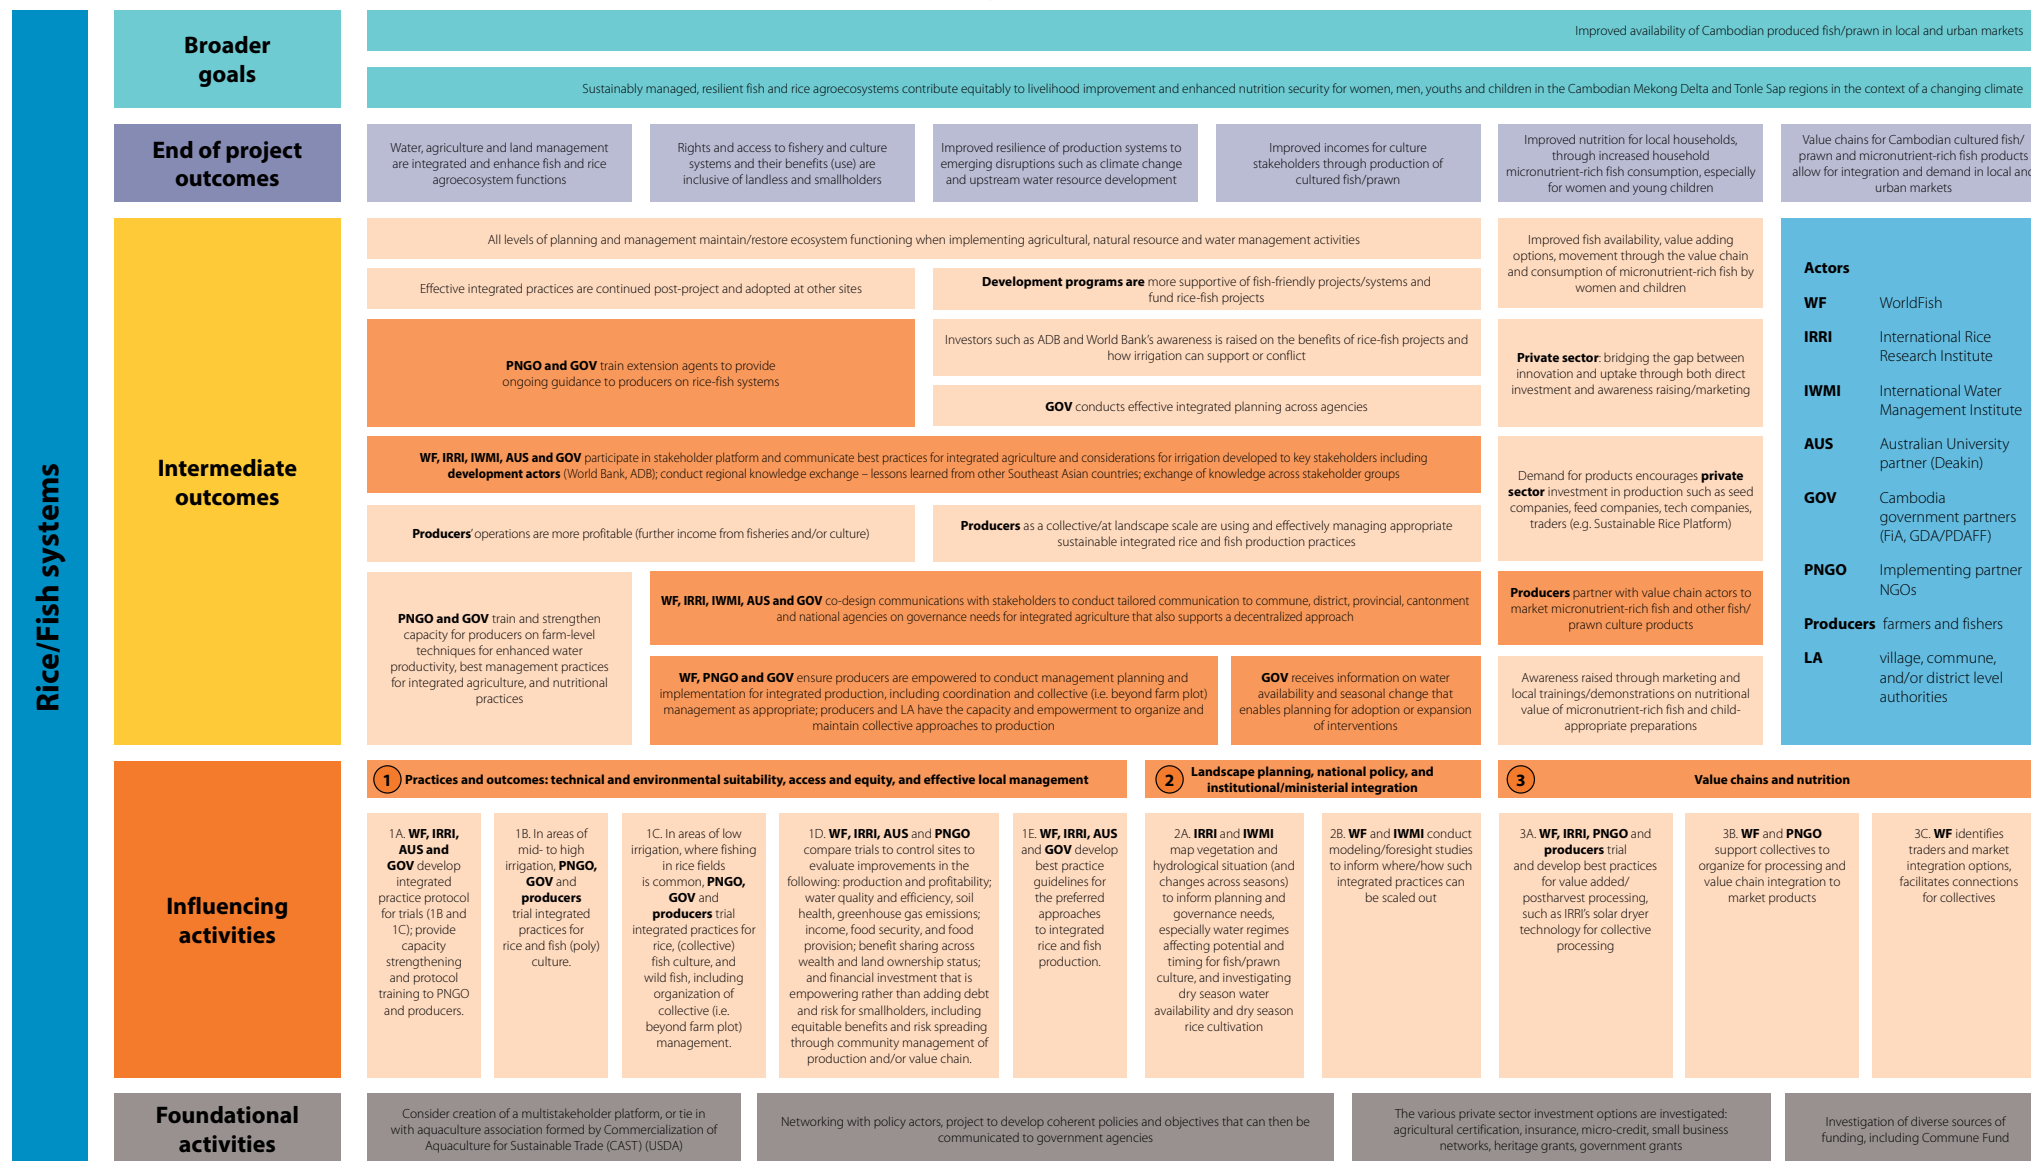 Rice/Fish systems
Broader
goals
Improved availability of Cambodian produced fish/prawn in local and urban markets
Sustainably managed, resilient fish and rice agroecosystems contribute equitably to livelihood improvement and enhanced nutrition security for women, men, youths and children in the Cambodian Mekong Delta and Tonle Sap regions in the context of a changing climate
End of project
outcomes
Water, agriculture and land management
are integrated and enhance fish and rice
agroecosystem functions
Rights and access to fishery and culture
systems and their benefits (use) are
inclusive of landless and smallholders
Improved resilience of production systems to
emerging disruptions such as climate change
and upstream water resource development
Improved incomes for culture
stakeholders through production of
cultured fish/prawn
Improved nutrition for local households,
through increased household
micronutrient-rich fish consumption, especially
for women and young children
Value chains for Cambodian cultured fish/
prawn and micronutrient-rich fish products
allow for integration and demand in local and
urban markets
Intermediate
outcomes
All levels of planning and management maintain/restore ecosystem functioning when implementing agricultural, natural resource and water management activities
Effective integrated practices are continued post-project and adopted at other sites
Development programs are more supportive of fish-friendly projects/systems and
fund rice-fish projects
PNGO and GOV train extension agents to provide
ongoing guidance to producers on rice-fish systems
Investors such as ADB and World Bank's awareness is raised on the benefits of rice-fish projects and
how irrigation can support or conflict
GOV conducts effective integrated planning across agencies
WF, IRRI, IWMI, AUS and GOV participate in stakeholder platform and communicate best practices for integrated agriculture and considerations for irrigation developed to key stakeholders including
development actors (World Bank, ADB); conduct regional knowledge exchange – lessons learned from other Southeast Asian countries; exchange of knowledge across stakeholder groups
Producers' operations are more profitable (further income from fisheries and/or culture)
Producers as a collective/at landscape scale are using and effectively managing appropriate
sustainable integrated rice and fish production practices
PNGO and GOV train and strengthen
capacity for producers on farm-level
techniques for enhanced water
productivity, best management practices
for integrated agriculture, and nutritional
practices
WF, IRRI, IWMI, AUS and GOV co-design communications with stakeholders to conduct tailored communication to commune, district, provincial, cantonment
and national agencies on governance needs for integrated agriculture that also supports a decentralized approach
WF, PNGO and GOV ensure producers are empowered to conduct management planning and
implementation for integrated production, including coordination and collective (i.e. beyond farm plot)
management as appropriate; producers and LA have the capacity and empowerment to organize and
maintain collective approaches to production
GOV receives information on water
availability and seasonal change that
enables planning for adoption or expansion
of interventions
Improved fish availability, value adding
options, movement through the value chain
and consumption of micronutrient-rich fish by
women and children
Private sector: bridging the gap between
innovation and uptake through both direct
investment and awareness raising/marketing
Demand for products encourages private
sector investment in production such as seed
companies, feed companies, tech companies,
traders (e.g. Sustainable Rice Platform)
Producers partner with value chain actors to
market micronutrient-rich fish and other fish/
prawn culture products
Awareness raised through marketing and
local trainings/demonstrations on nutritional
value of micronutrient-rich fish and child-
appropriate preparations
Actors
WF WorldFish
IRRI International Rice
Research Institute
IWMI International Water
Management Institute
AUS Australian University
partner (Deakin)
GOV Cambodia
government partners
(FiA, GDA/PDAFF)
PNGO Implementing partner
NGOs
Producers farmers and fishers
LA village, commune,
and/or district level
authorities
Influencing
activities
1 Practices and outcomes: technical and environmental suitability, access and equity, and effective local management
2 Landscape planning, national policy, and
institutional/ministerial integration
3 Value chains and nutrition
1A. WF, IRRI,
AUS and
GOV develop
integrated
practice protocol
for trials (1B and
1C); provide
capacity
strengthening
and protocol
training to PNGO
and producers.
1B. In areas of
mid- to high
irrigation, PNGO,
GOV and
producers
trial integrated
practices for
rice and fish (poly)
culture.
1C. In areas of low
irrigation, where fishing
in rice fields
is common, PNGO,
GOV and
producers trial
integrated practices for
rice, (collective)
fish culture, and
wild fish, including
organization of
collective (i.e.
beyond farm plot)
management.
1D. WF, IRRI, AUS and PNGO
compare trials to control sites to
evaluate improvements in the
following: production and profitability;
water quality and efficiency, soil
health, greenhouse gas emissions;
income, food security, and food
provision; benefit sharing across
wealth and land ownership status;
and financial investment that is
empowering rather than adding debt
and risk for smallholders, including
equitable benefits and risk spreading
through community management of
production and/or value chain.
1E. WF, IRRI, AUS
and GOV develop
best practice
guidelines for
the preferred
approaches
to integrated
rice and fish
production.
2A. IRRI and IWMI
map vegetation and
hydrological situation (and
changes across seasons)
to inform planning and
governance needs,
especially water regimes
affecting potential and
timing for fish/prawn
culture, and investigating
dry season water
availability and dry season
rice cultivation
2B. WF and IWMI conduct
modeling/foresight studies
to inform where/how such
integrated practices can
be scaled out
3A. WF, IRRI, PNGO and
producers trial
and develop best practices
for value added/
postharvest processing,
such as IRRI's solar dryer
technology for collective
processing
3B. WF and PNGO
support collectives to
organize for processing and
value chain integration to
market products
3C. WF identifies
traders and market
integration options,
facilitates connections
for collectives
Foundational
activities
Consider creation of a multistakeholder platform, or tie in
with aquaculture association formed by Commercialization of
Aquaculture for Sustainable Trade (CAST) (USDA)
Networking with policy actors, project to develop coherent policies and objectives that can then be
communicated to government agencies
The various private sector investment options are investigated:
agricultural certification, insurance, micro-credit, small business
networks, heritage grants, government grants
Investigation of diverse sources of
funding, including Commune Fund